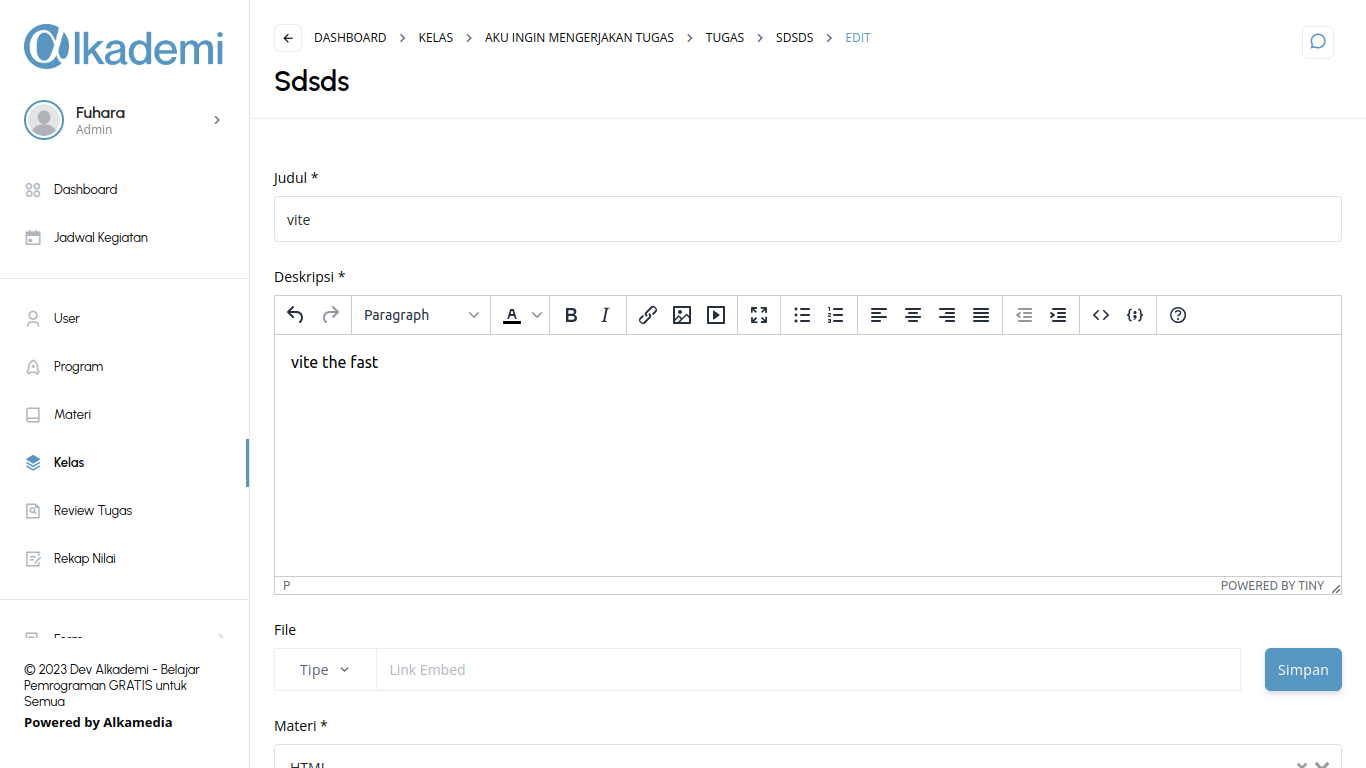 Alkademi
Fuhara
Admin
Dashboard
Jadwal Kegiatan
User
Program
Materi
Kelas
Review Tugas
Rekap Nilai
Form
© 2023 Dev Alkademi - Belajar
Pemrograman GRATIS untuk
Semua
Powered by Alkamedia
DASHBOARD > KELAS > AKU INGIN MENGERJAKAN TUGAS > TUGAS > SDSDS > EDIT
Sdsds
Judul *
vite
Deskripsi *
Paragraph
vite the fast
P
POWERED BY TINY
File
Tipe
Link Embed
Simpan
Materi *
HTML